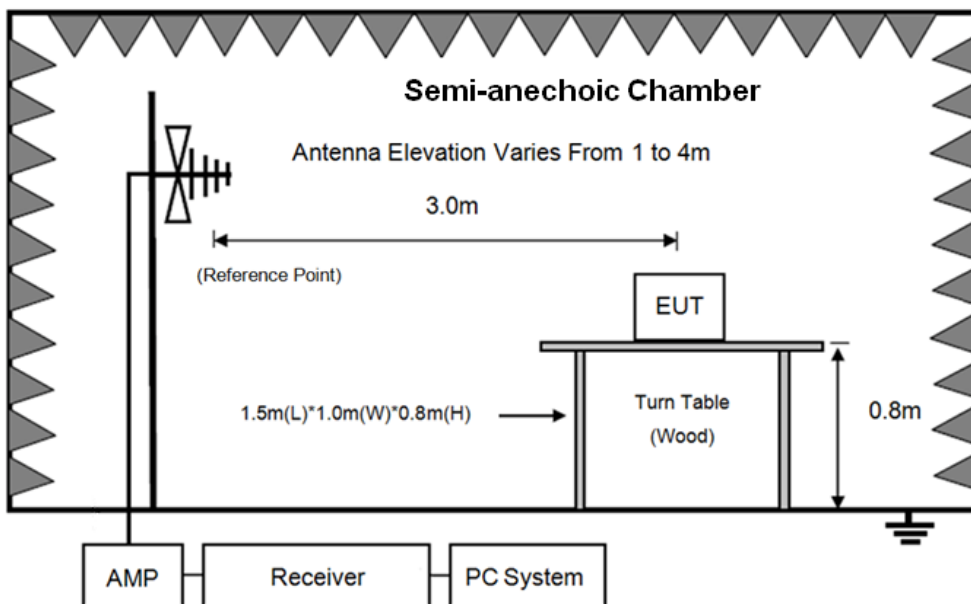 Semi-anechoic Chamber
Antenna Elevation Varies From 1 to 4m
3.0m
(Reference Point)
EUT
1.5m(L)*1.0m(W)*0.8m(H)
Turn Table
(Wood)
0.8m
AMP
Receiver
PC System